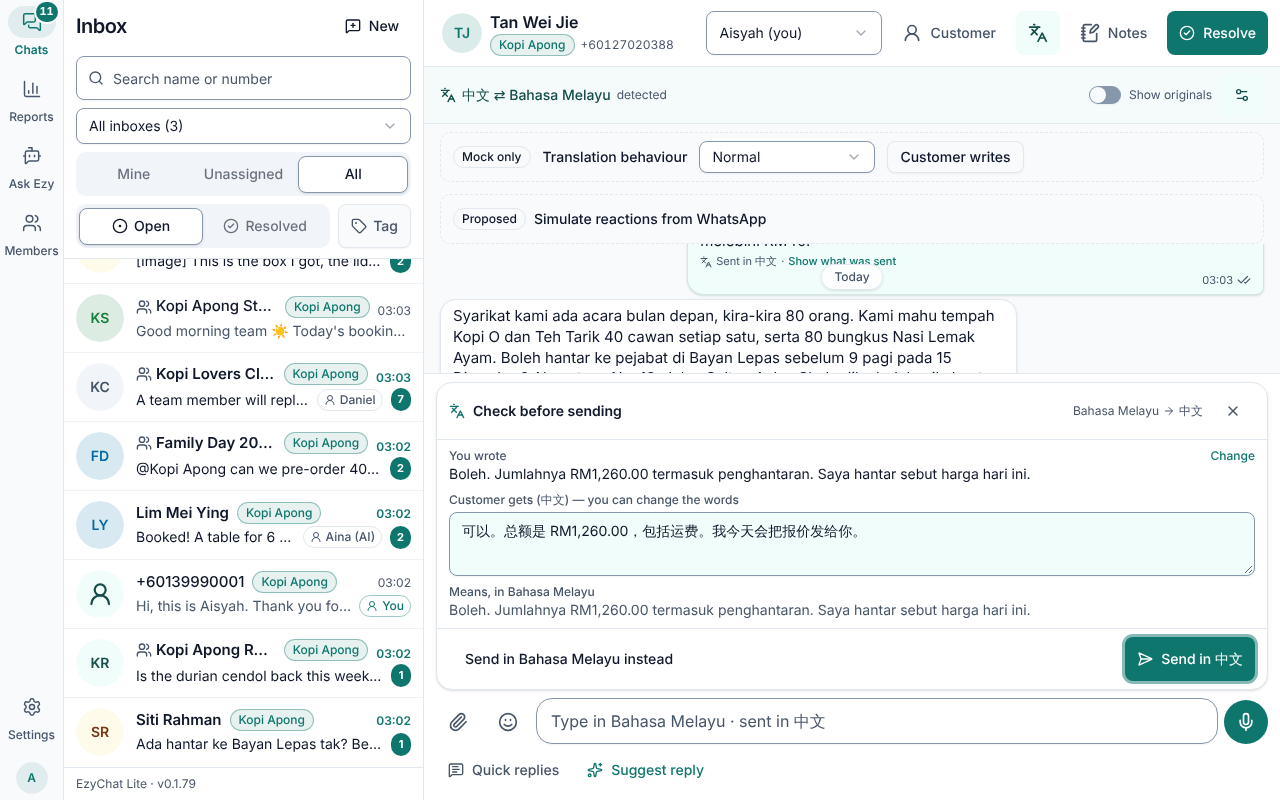 11
Chats
Reports
Ask Ezy
Members
Settings
A
Inbox
New
Search name or number
All inboxes (3)
Mine
Unassigned
All
Open
Resolved
Tag
[Image] This is the box I got, the lid...
2
KS
Kopi Apong St...
Kopi Apong
03:03
Good morning team ☀️ Today's bookin...
KC
Kopi Lovers Cl...
Kopi Apong
03:03
A team member will repl...
Daniel
7
FD
Family Day 20...
Kopi Apong
03:02
@Kopi Apong can we pre-order 40...
2
LY
Lim Mei Ying
Kopi Apong
03:02
Booked! A table for 6 ...
Aina (AI)
2
+60139990001
Kopi Apong
03:02
Hi, this is Aisyah. Thank you fo...
You
KR
Kopi Apong R...
Kopi Apong
03:02
Is the durian cendol back this week...
1
SR
Siti Rahman
Kopi Apong
03:02
Ada hantar ke Bayan Lepas tak? Be...
1
EzyChat Lite · v0.1.79
TJ
Tan Wei Jie
Kopi Apong
+60127020388
Aisyah (you)
Customer
Notes
Resolve
中文 ⇄ Bahasa Melayu detected
Show originals
Mock only
Translation behaviour
Normal
Customer writes
Proposed
Simulate reactions from WhatsApp
Sent in 中文 · Show what was sent
03:03
Today
Syarikat kami ada acara bulan depan, kira-kira 80 orang. Kami mahu tempah
Kopi O dan Teh Tarik 40 cawan setiap satu, serta 80 bungkus Nasi Lemak
Ayam. Boleh hantar ke pejabat di Bayan Lepas sebelum 9 pagi pada 15
Check before sending
Bahasa Melayu → 中文
You wrote
Change
Boleh. Jumlahnya RM1,260.00 termasuk penghantaran. Saya hantar sebut harga hari ini.
Customer gets (中文) — you can change the words
可以。总额是 RM1,260.00，包括运费。我今天会把报价发给你。
Means, in Bahasa Melayu
Boleh. Jumlahnya RM1,260.00 termasuk penghantaran. Saya hantar sebut harga hari ini.
Send in Bahasa Melayu instead
Send in 中文
Type in Bahasa Melayu · sent in 中文
Quick replies
Suggest reply